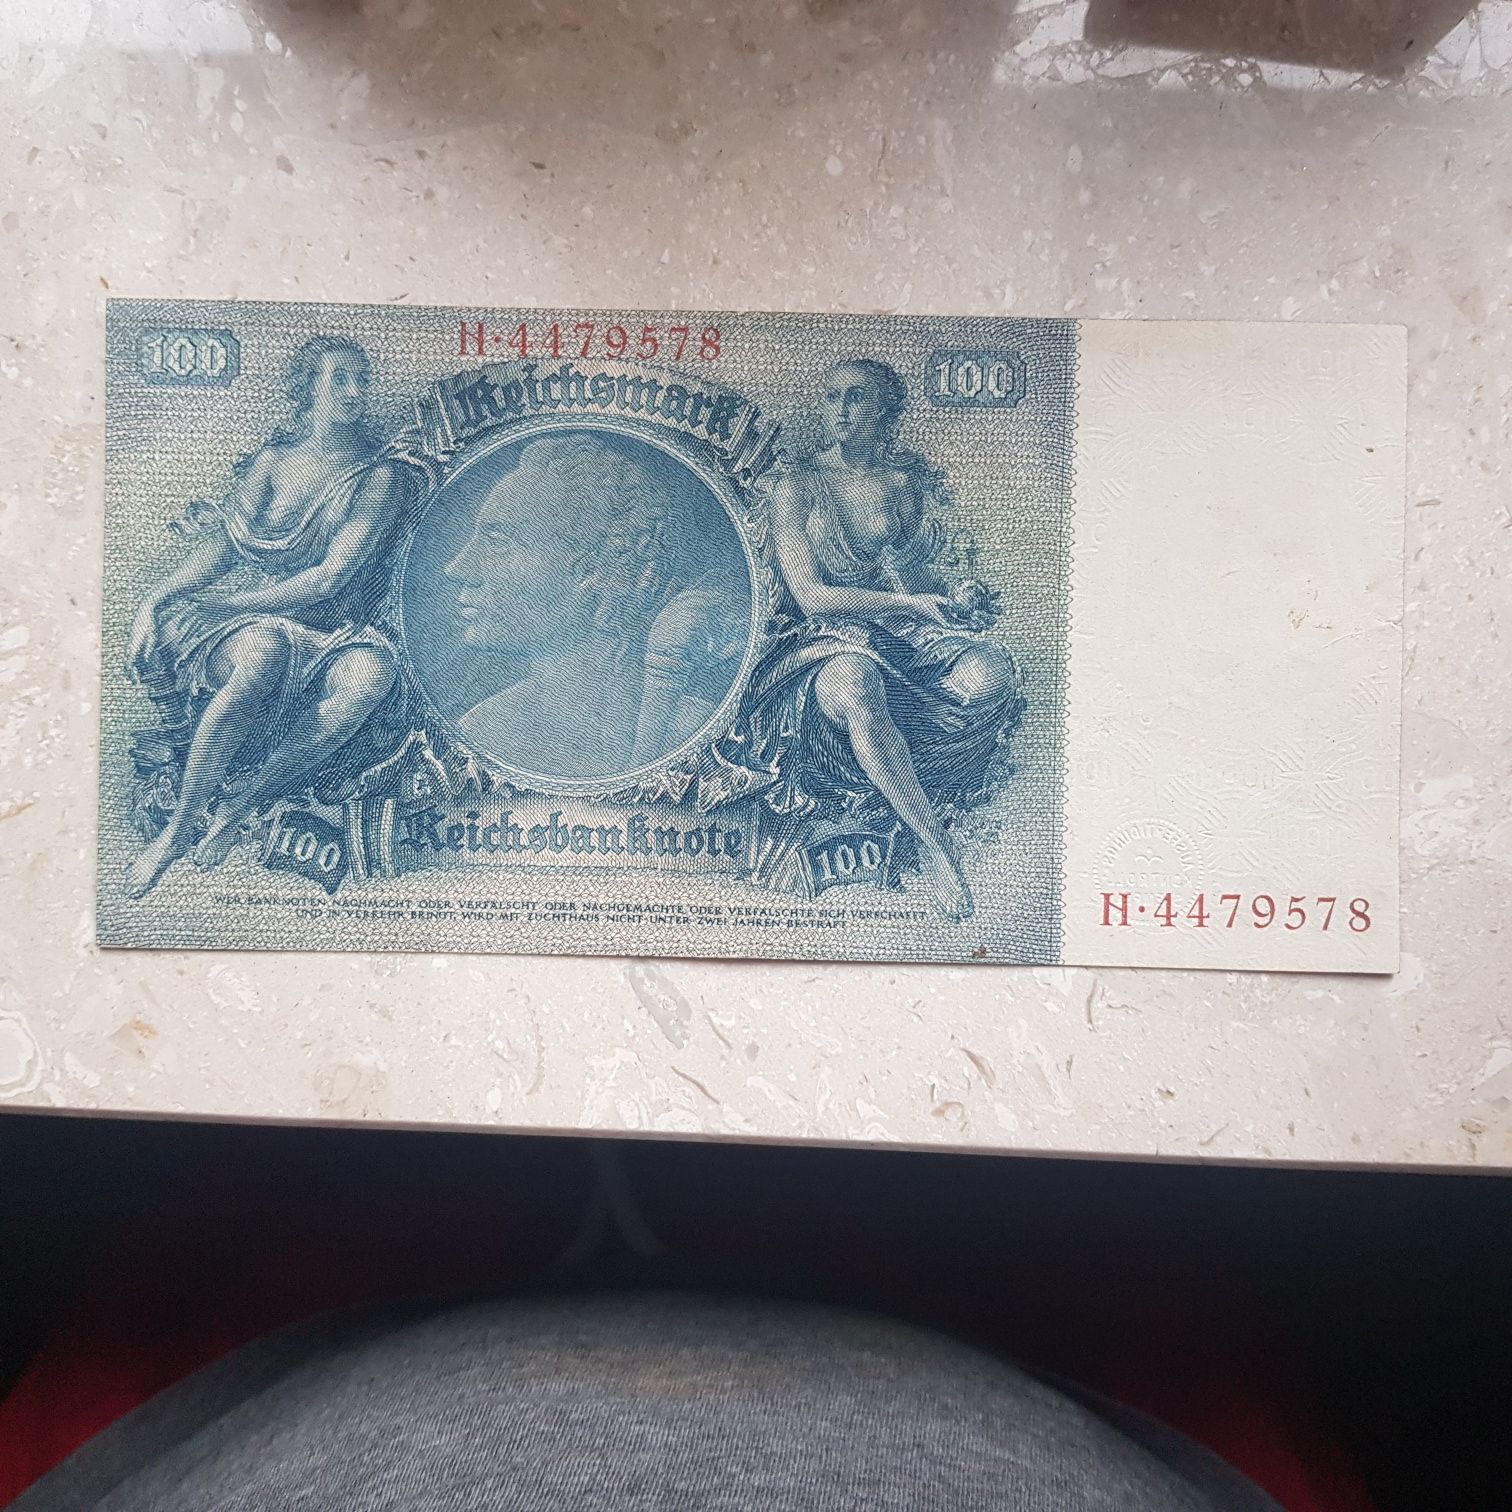 H·4479578
100
100
Reichsmark
Reichsbanknote
100
100
WER BANKNOTEN NACHMACHT ODER VERFÄLSCHT ODER NACHGEMACHTE ODER VERFÄLSCHTE SICH VERSCHAFFT
UND IN VERKEHR BRINGT, WIRD MIT ZUCHTHAUS NICHT UNTER ZWEI JAHREN BESTRAFT
H·4479578